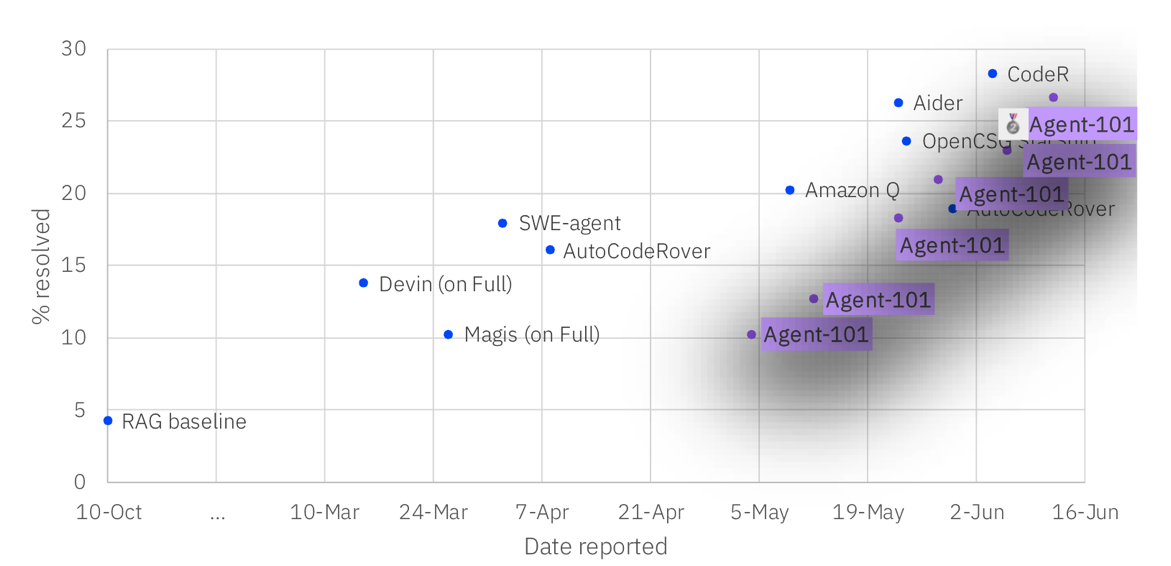 30
CodeR
Aider
25
Agent-101
OpenCSG StarShip
Agent-101
20
Amazon Q
Agent-101
AutoCodeRover
SWE-agent
Agent-101
AutoCodeRover
15
Devin (on Full)
Agent-101
10
Magis (on Full)
Agent-101
5
RAG baseline
0
% resolved
10-Oct
...
10-Mar
24-Mar
7-Apr
21-Apr
5-May
19-May
2-Jun
16-Jun
Date reported